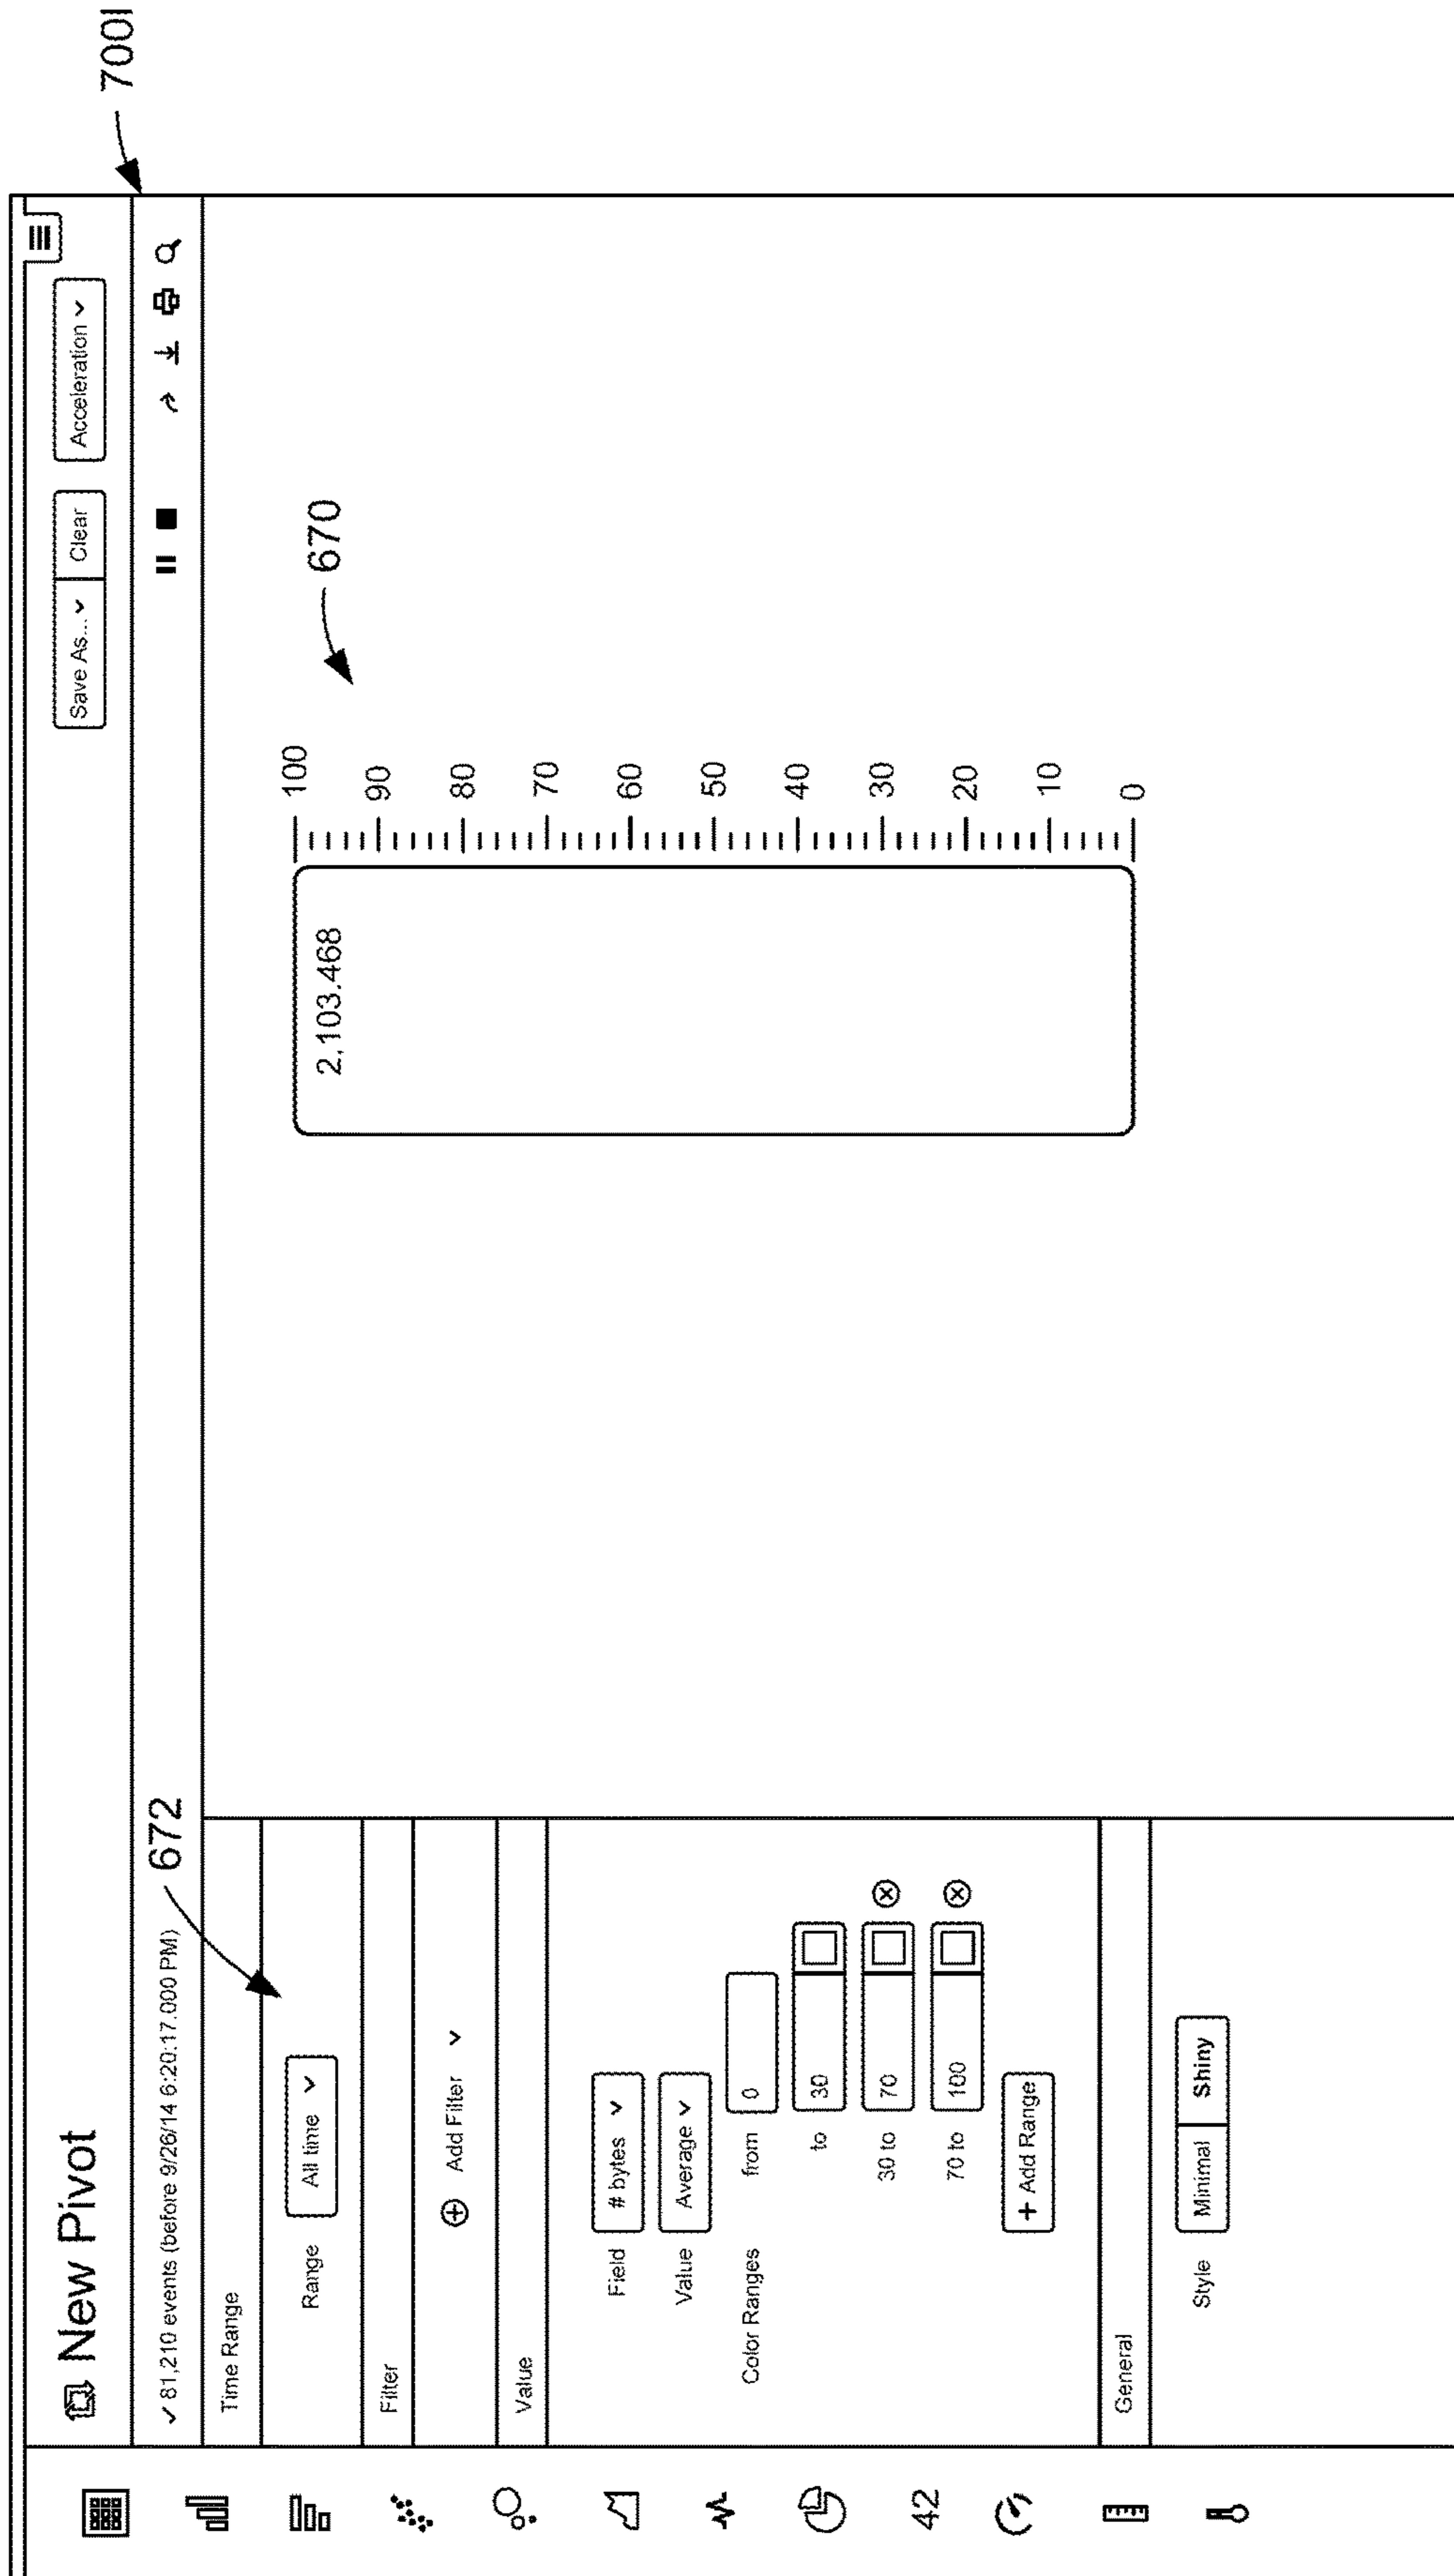 700I
New Pivot
Save As... Clear Acceleration
81,210 events (before 9/26/14 6:20:17.000 PM)
672
Time Range
Range All time
Filter
Add Filter
Value
Field # bytes
Value Average
Color Ranges from 0
to 30
30 to 70
70 to 100
+ Add Range
General
Style Minimal Shiny
42
670
2,103.468
100
90
80
70
60
50
40
30
20
10
0